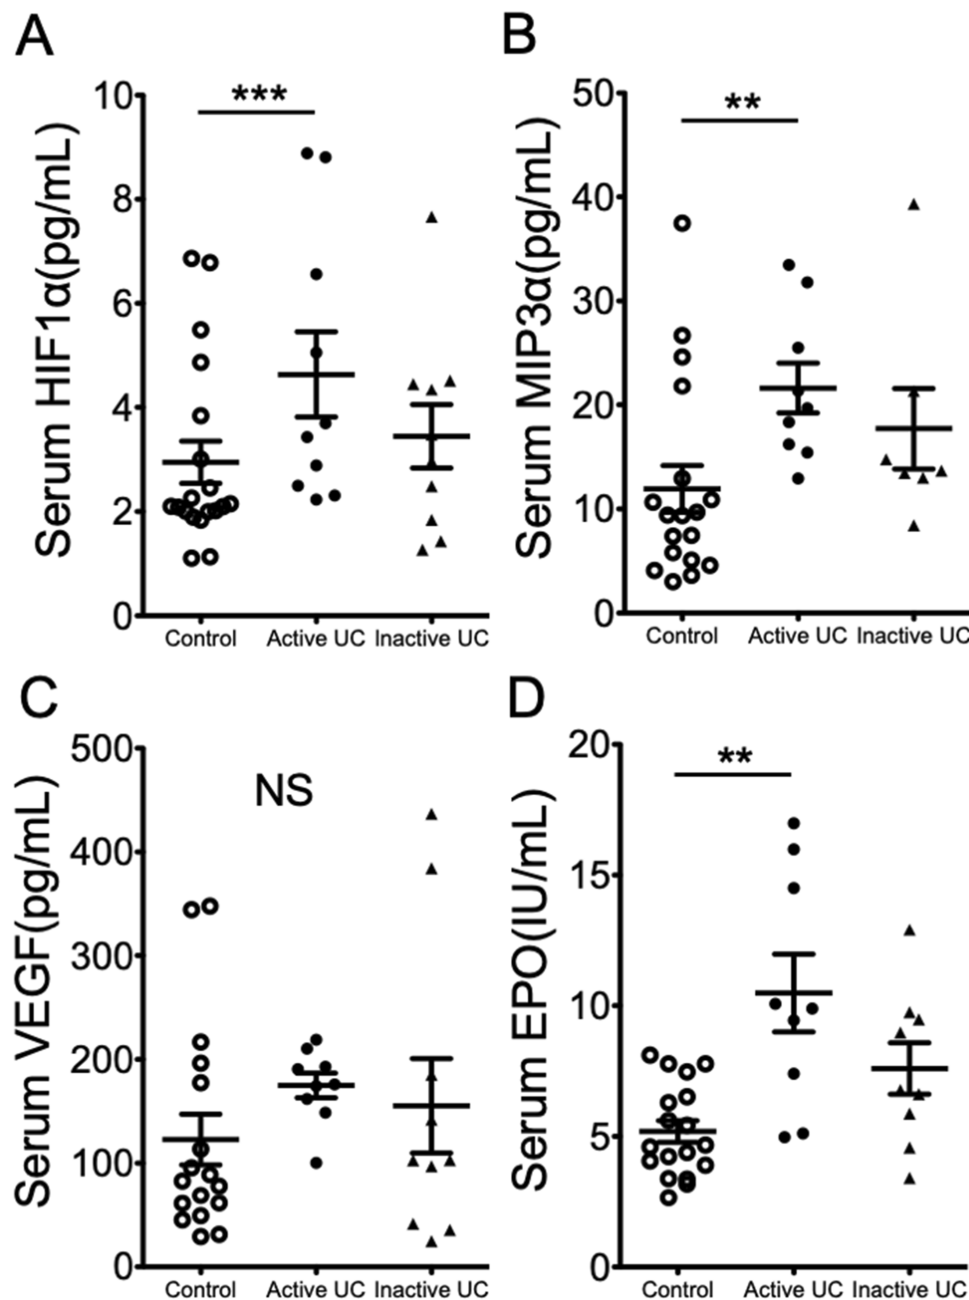 A
Serum HIF1α(pg/mL)
10
8
6
4
2
0
***
Control Active UC Inactive UC
B
Serum MIP3α(pg/mL)
50
40
30
20
10
0
**
Control Active UC Inactive UC
C
Serum VEGF(pg/mL)
500
400
300
200
100
0
NS
Control Active UC Inactive UC
D
Serum EPO(IU/mL)
20
15
10
5
0
**
Control Active UC Inactive UC